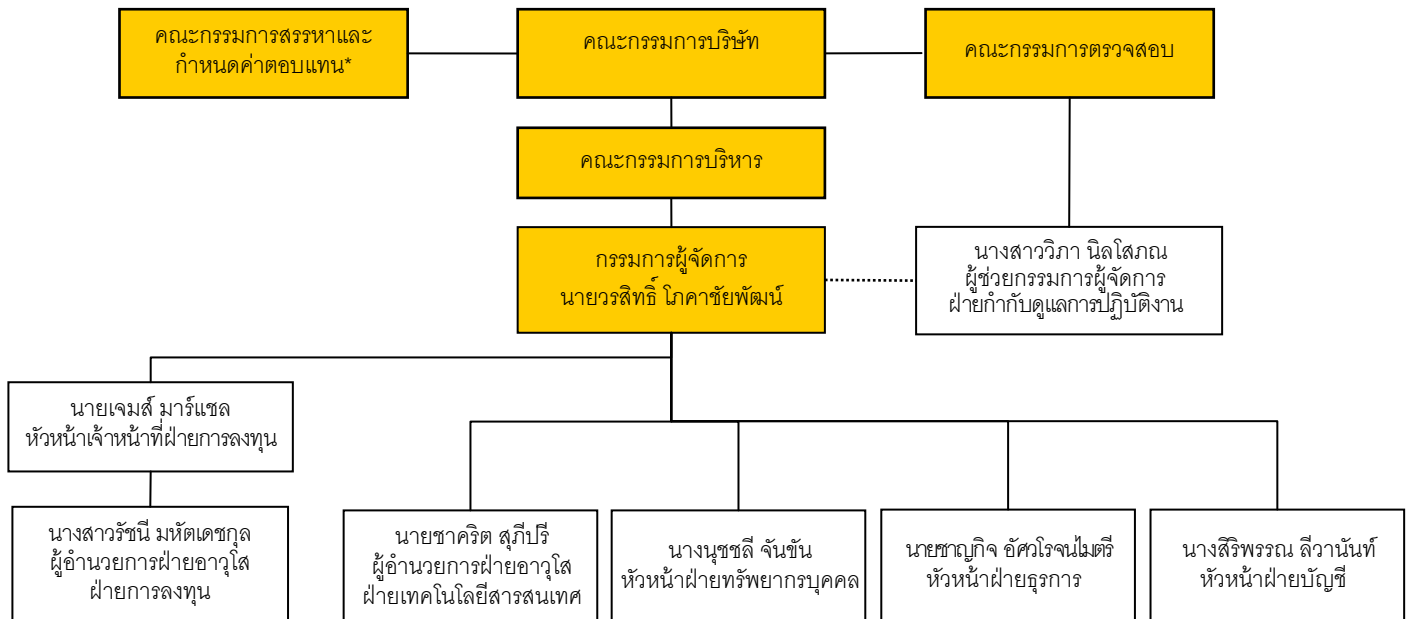 คณะกรรมการสรรหาและ
กำหนดค่าตอบแทน*
คณะกรรมการบริษัท
คณะกรรมการตรวจสอบ
คณะกรรมการบริหาร
กรรมการผู้จัดการ
นายวรสิทธิ์ โภคาชัยพัฒน์
นางสาววิภา นิลโสภณ
ผู้ช่วยกรรมการผู้จัดการ
ฝ่ายกำกับดูแลการปฏิบัติงาน
นายเจมส์ มาร์แชล
หัวหน้าเจ้าหน้าที่ฝ่ายการลงทุน
นางสาวรัชนี มหัตเดชกุล
ผู้อำนวยการฝ่ายอาวุโส
ฝ่ายการลงทุน
นายชาคริต สุภีปรี
ผู้อำนวยการฝ่ายอาวุโส
ฝ่ายเทคโนโลยีสารสนเทศ
นางนุชชลี จันขัน
หัวหน้าฝ่ายทรัพยากรบุคคล
นายชาญกิจ อัศวโรจนไมตรี
หัวหน้าฝ่ายธุรการ
นางสิริพรรณ ลีวานันท์
หัวหน้าฝ่ายบัญชี